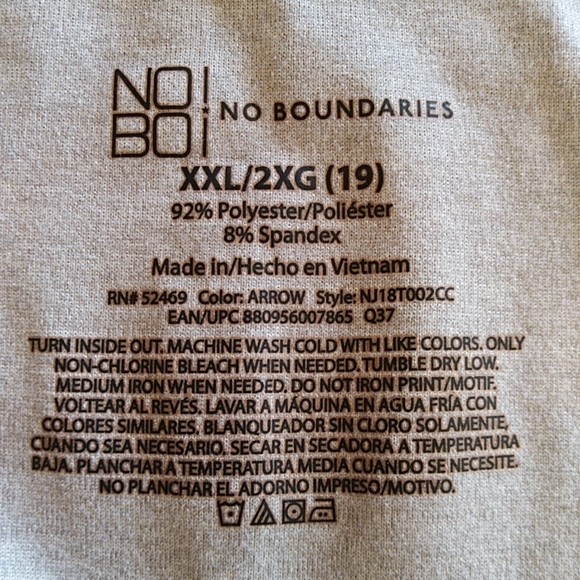 NO
BO
NO BOUNDARIES
XXL/2XG (19)
92% Polyester/Poliéster
8% Spandex
Made in/Hecho en Vietnam
RN# 52469 Color: ARROW Style: NJ18T002CC
EAN/UPC 880956007865 Q37
TURN INSIDE OUT. MACHINE WASH COLD WITH LIKE COLORS. ONLY
NON-CHLORINE BLEACH WHEN NEEDED. TUMBLE DRY LOW.
MEDIUM IRON WHEN NEEDED. DO NOT IRON PRINT/MOTIF.
VOLTEAR AL REVÉS. LAVAR A MÁQUINA EN AGUA FRÍA CON
COLORES SIMILARES. BLANQUEADOR SIN CLORO SOLAMENTE,
CUANDO SEA NECESARIO. SECAR EN SECADORA A TEMPERATURA
BAJA. PLANCHAR A TEMPERATURA MEDIA CUANDO SE NECESITE.
NO PLANCHAR EL ADORNO IMPRESO/MOTIVO.